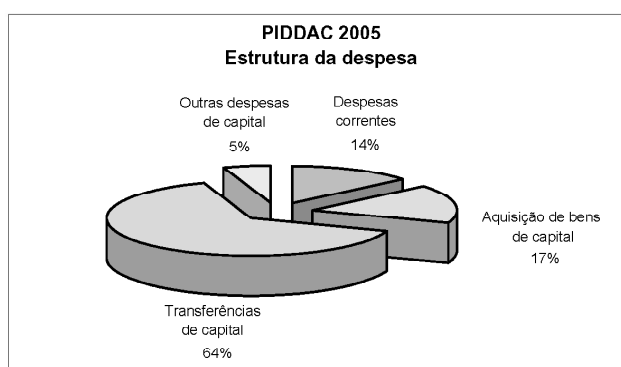 PIDDAC 2005
Estrutura da despesa
Outras despesas
de capital
5%
Despesas
correntes
14%
Aquisição de bens
de capital
17%
Transferências
de capital
64%